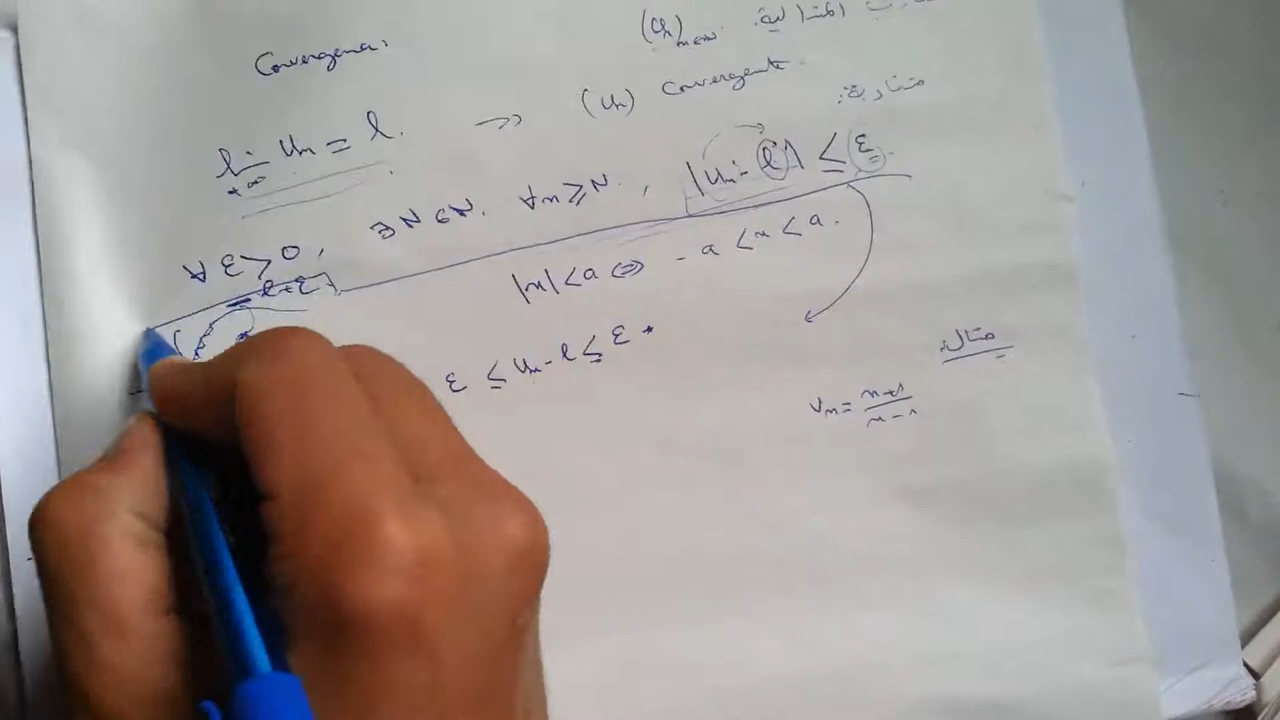 المتتالية. (Uₙ)ₙ∈ℕ
Convergence,
lim Uₙ = l. → (Uₙ) Convergente.
+∞
متقاربة:
∀ ε > 0, ∃N∈ℕ. ∀n ≥ N. , |Uₙ - l| ≤ ε.
|x| < a ⇔ - a < x < a.
l+ε
ε ≤ Uₙ - l ≤ ε
مثال:
Vₙ = n+1 / n-1